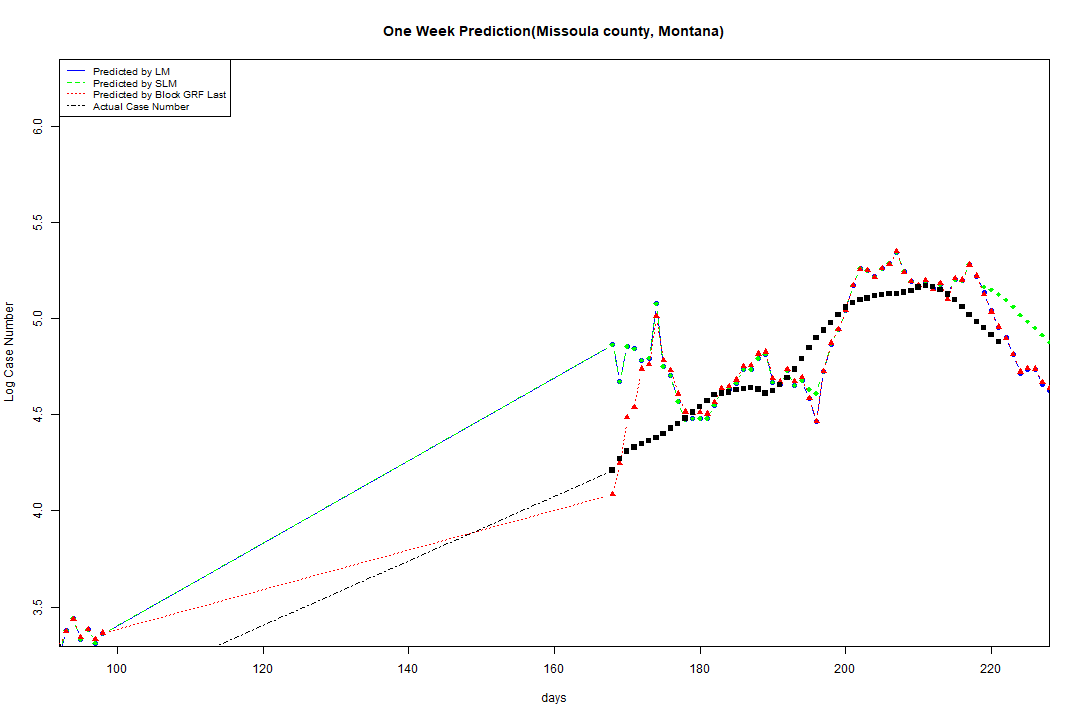 One Week Prediction(Missoula county, Montana)
Predicted by LM
Predicted by SLM
Predicted by Block GRF Last
Actual Case Number
Log Case Number
6.0
5.5
5.0
4.5
4.0
3.5
100 120 140 160 180 200 220
days